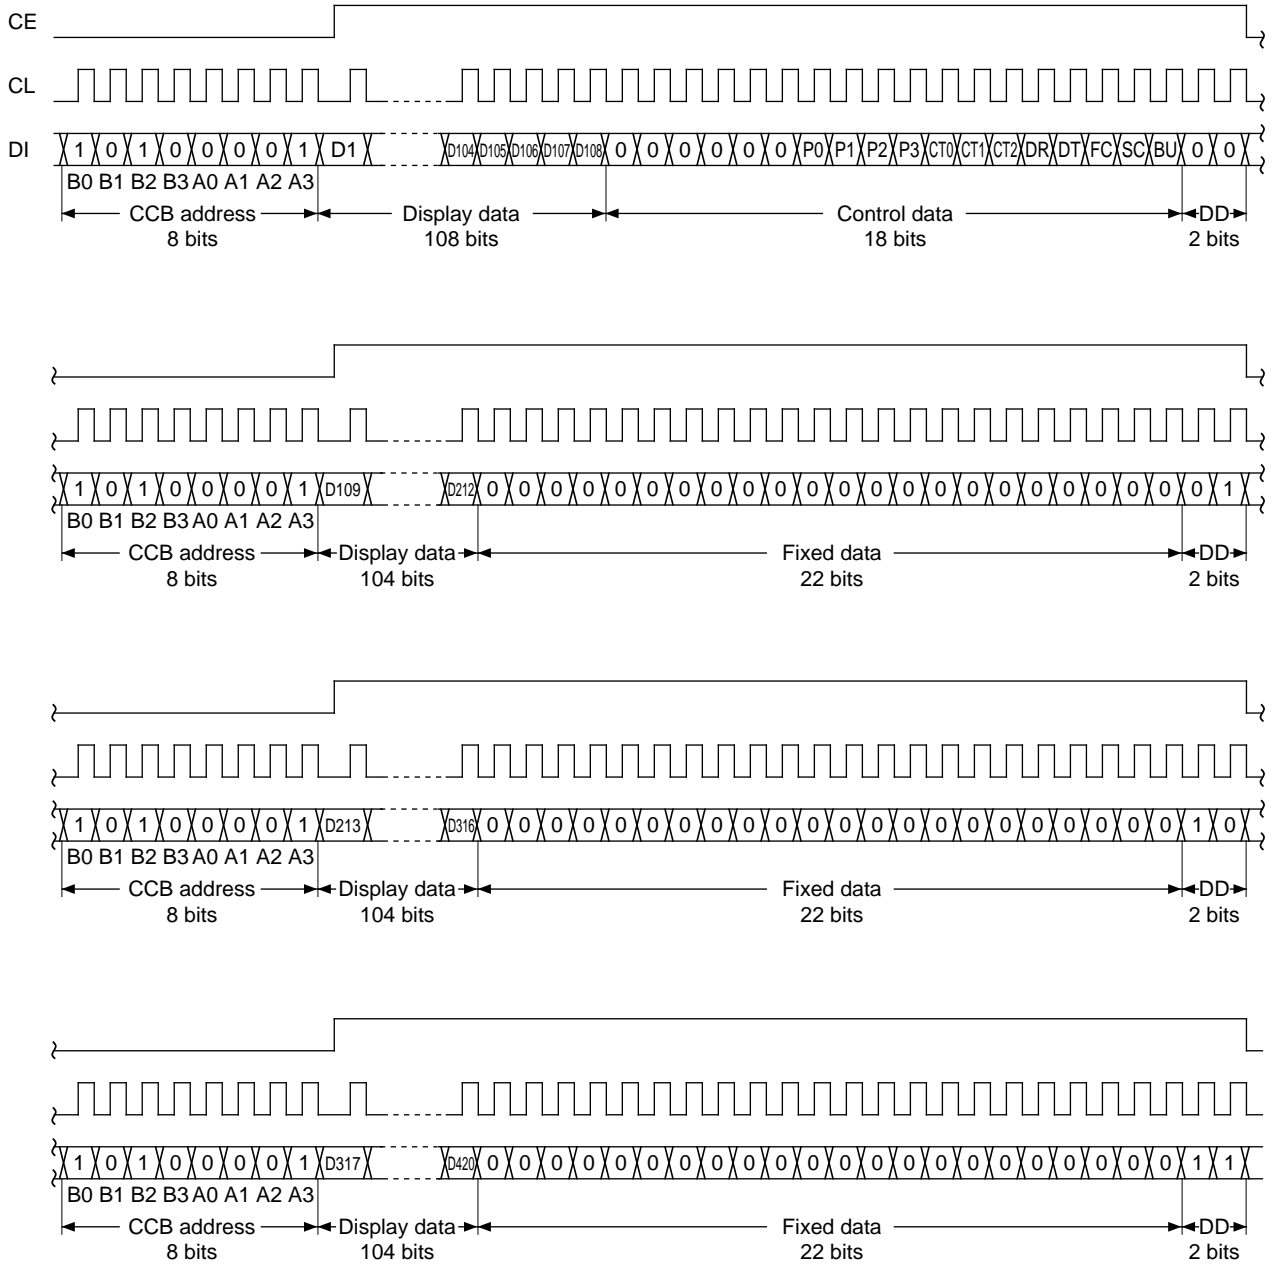 CE
CL
DI 1 0 1 0 0 0 0 1 D1 D104 D105 D106 D107 D108 0 0 0 0 0 0 P0 P1 P2 P3 CT0 CT1 CT2 DR DT FC SC BU 0 0
B0 B1 B2 B3 A0 A1 A2 A3
CCB address Display data Control data DD
8 bits 108 bits 18 bits 2 bits
1 0 1 0 0 0 0 1 D109 D212 0 0 0 0 0 0 0 0 0 0 0 0 0 0 0 0 0 0 0 0 0 0 0 1
B0 B1 B2 B3 A0 A1 A2 A3
CCB address Display data Fixed data DD
8 bits 104 bits 22 bits 2 bits
1 0 1 0 0 0 0 1 D213 D316 0 0 0 0 0 0 0 0 0 0 0 0 0 0 0 0 0 0 0 0 0 0 1 0
B0 B1 B2 B3 A0 A1 A2 A3
CCB address Display data Fixed data DD
8 bits 104 bits 22 bits 2 bits
1 0 1 0 0 0 0 1 D317 D420 0 0 0 0 0 0 0 0 0 0 0 0 0 0 0 0 0 0 0 0 0 0 1 1
B0 B1 B2 B3 A0 A1 A2 A3
CCB address Display data Fixed data DD
8 bits 104 bits 22 bits 2 bits